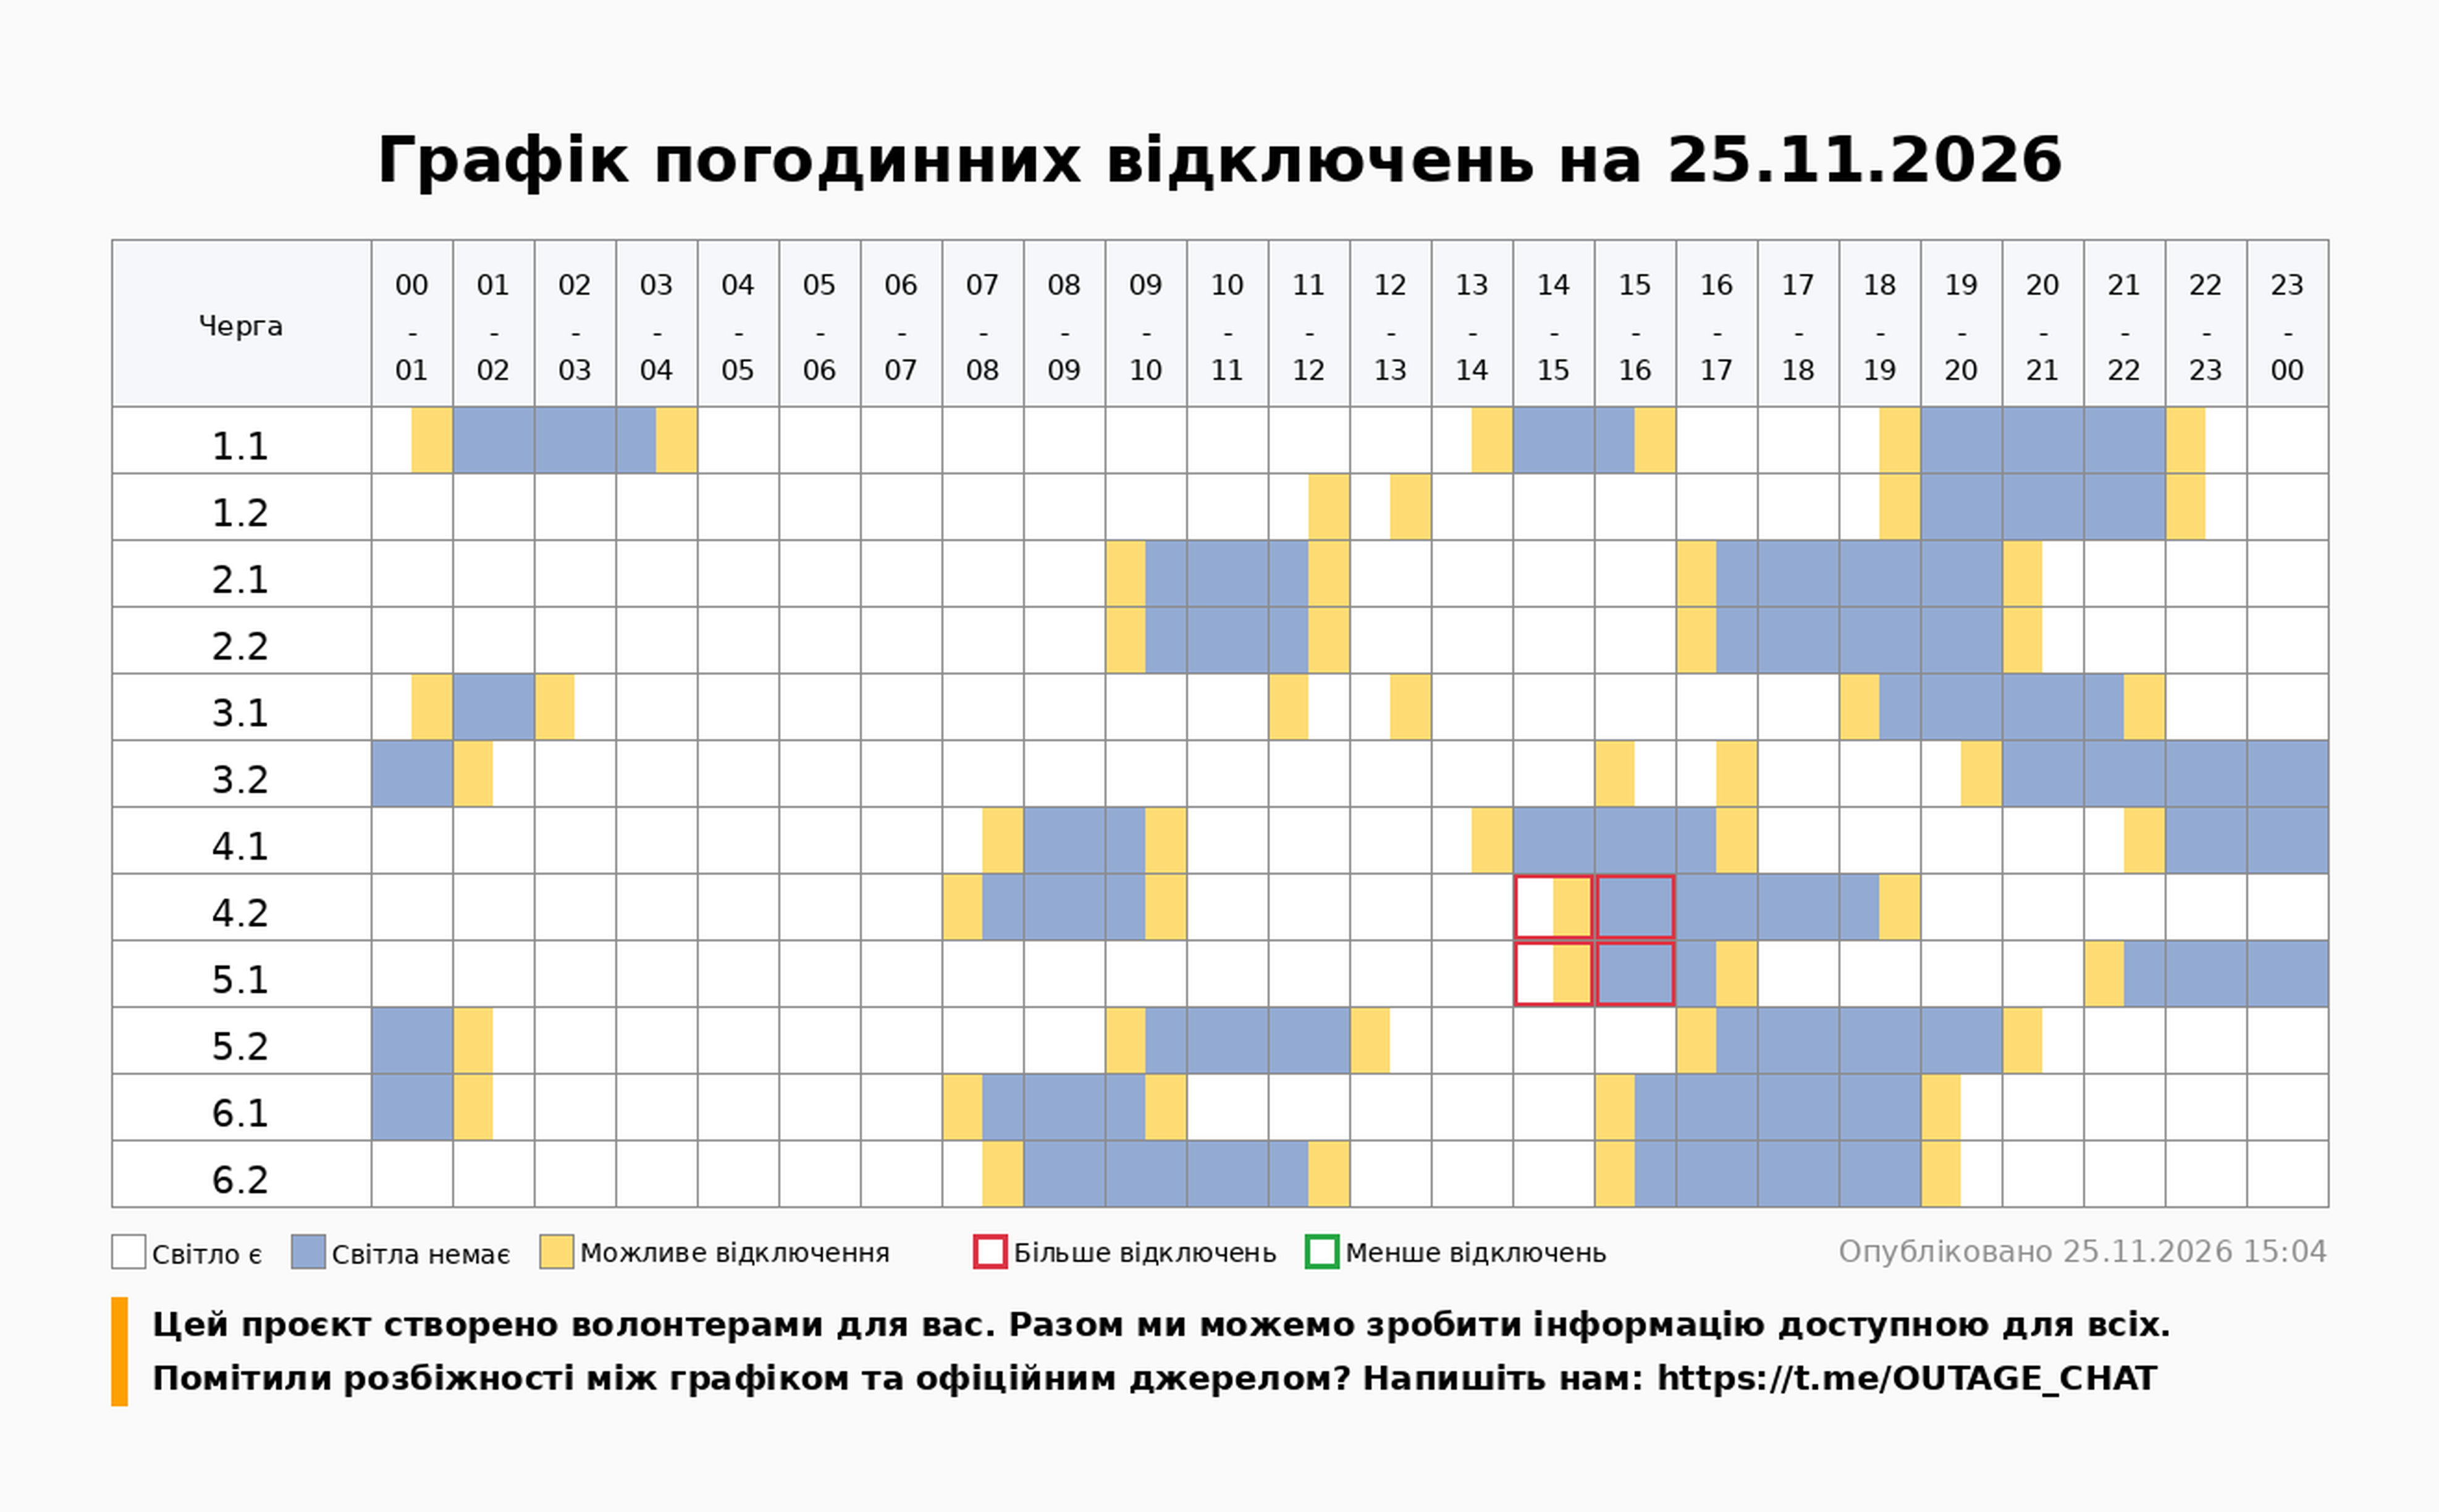 Графік погодинних відключень на 25.11.2026
Черга
00 - 01
01 - 02
02 - 03
03 - 04
04 - 05
05 - 06
06 - 07
07 - 08
08 - 09
09 - 10
10 - 11
11 - 12
12 - 13
13 - 14
14 - 15
15 - 16
16 - 17
17 - 18
18 - 19
19 - 20
20 - 21
21 - 22
22 - 23
23 - 00
1.1
1.2
2.1
2.2
3.1
3.2
4.1
4.2
5.1
5.2
6.1
6.2
Світло є Світла немає Можливе відключення Більше відключень Менше відключень Опубліковано 25.11.2026 15:04
Цей проєкт створено волонтерами для вас. Разом ми можемо зробити інформацію доступною для всіх.
Помітили розбіжності між графіком та офіційним джерелом? Напишіть нам: https://t.me/OUTAGE_CHAT